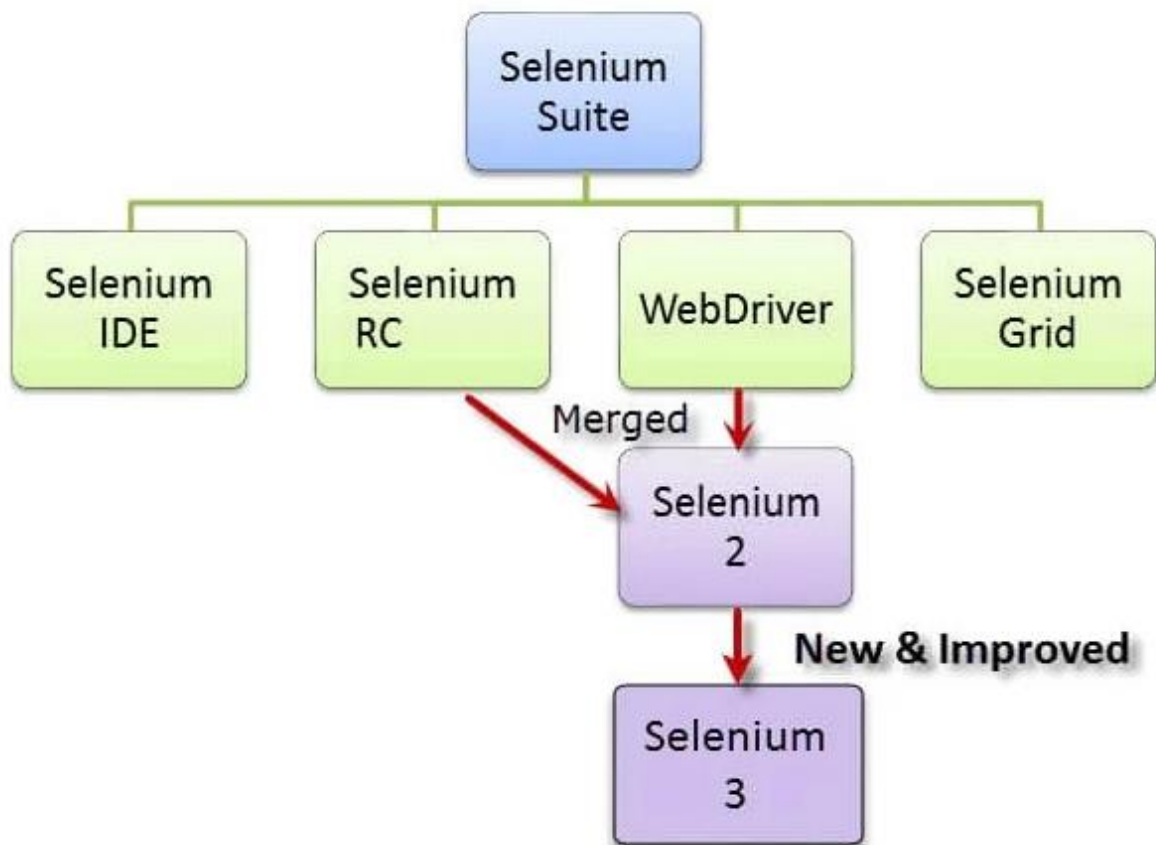 Selenium
Suite
Selenium
IDE
Selenium
RC
WebDriver
Selenium
Grid
Merged
Selenium
2
New & Improved
Selenium
3